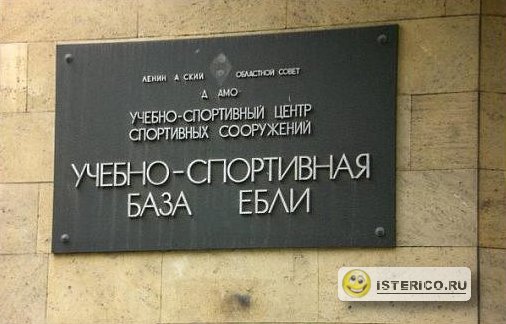 ЛЕНИН А СКИЙ ОБЛАСТНОЙ СОВЕТ
Д АМО
УЧЕБНО-СПОРТИВНЫЙ ЦЕНТР
СПОРТИВНЫХ СООРУЖЕНИЙ
УЧЕБНО-СПОРТИВНАЯ
БАЗА ЕБЛИ
ISTERICO.RU